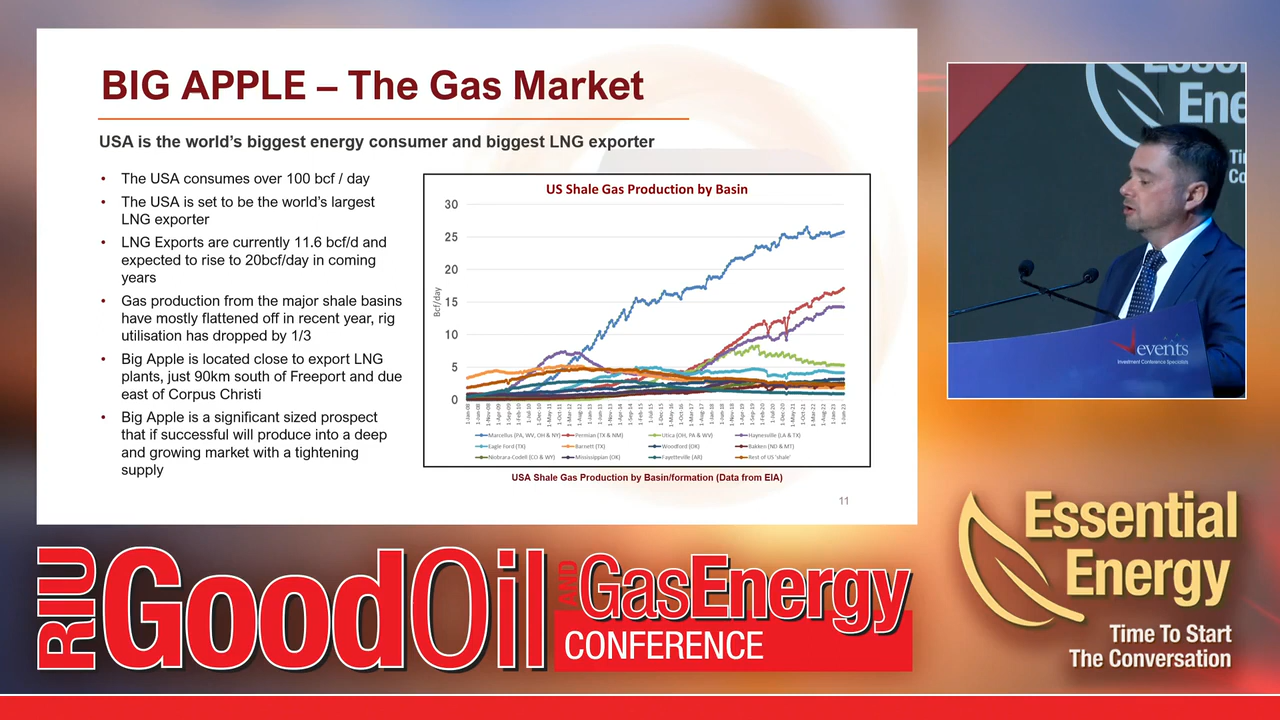 BIG APPLE – The Gas Market
USA is the world's biggest energy consumer and biggest LNG exporter
• The USA consumes over 100 bcf / day
• The USA is set to be the world's largest
LNG exporter
• LNG Exports are currently 11.6 bcf/d and
expected to rise to 20bcf/day in coming
years
• Gas production from the major shale basins
have mostly flattened off in recent year, rig
utilisation has dropped by 1/3
• Big Apple is located close to export LNG
plants, just 90km south of Freeport and due
east of Corpus Christi
• Big Apple is a significant sized prospect
that if successful will produce into a deep
and growing market with a tightening
supply
US Shale Gas Production by Basin
Bcf/day
30
25
20
15
10
5
0
Marcellus (PA, WV, OH & NY) Permian (TX & NM) Utica (OH, PA & WV) Haynesville (LA & TX)
Eagle Ford (TX) Barnett (TX) Woodford (OK) Bakken (ND & MT)
Niobrara-Codell (CO & WY) Mississippian (OK) Fayetteville (AR) Rest of US 'shale'
USA Shale Gas Production by Basin/formation (Data from EIA)
11
Ene
Ti
Co
events
Investment Conference Specialists
RIU GoodOil AND GasEnergy
CONFERENCE
Essential
Energy
Time To Start
The Conversation